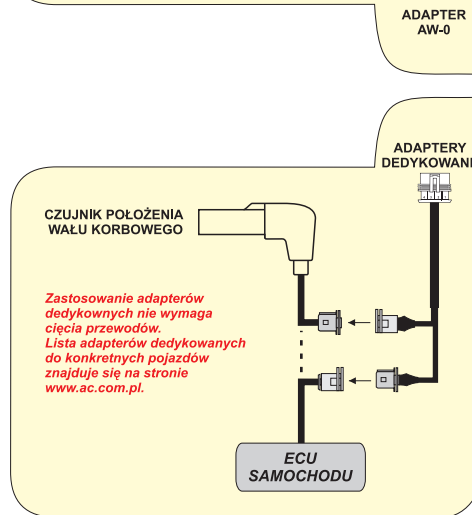 ADAPTER
AW-0
ADAPTERY
DEDYKOWANE
CZUJNIK POŁOŻENIA
WAŁU KORBOWEGO
Zastosowanie adapterów
dedykownych nie wymaga
cięcia przewodów.
Lista adapterów dedykowanych
do konkretnych pojazdów
znajduje się na stronie
www.ac.com.pl.
ECU
SAMOCHODU